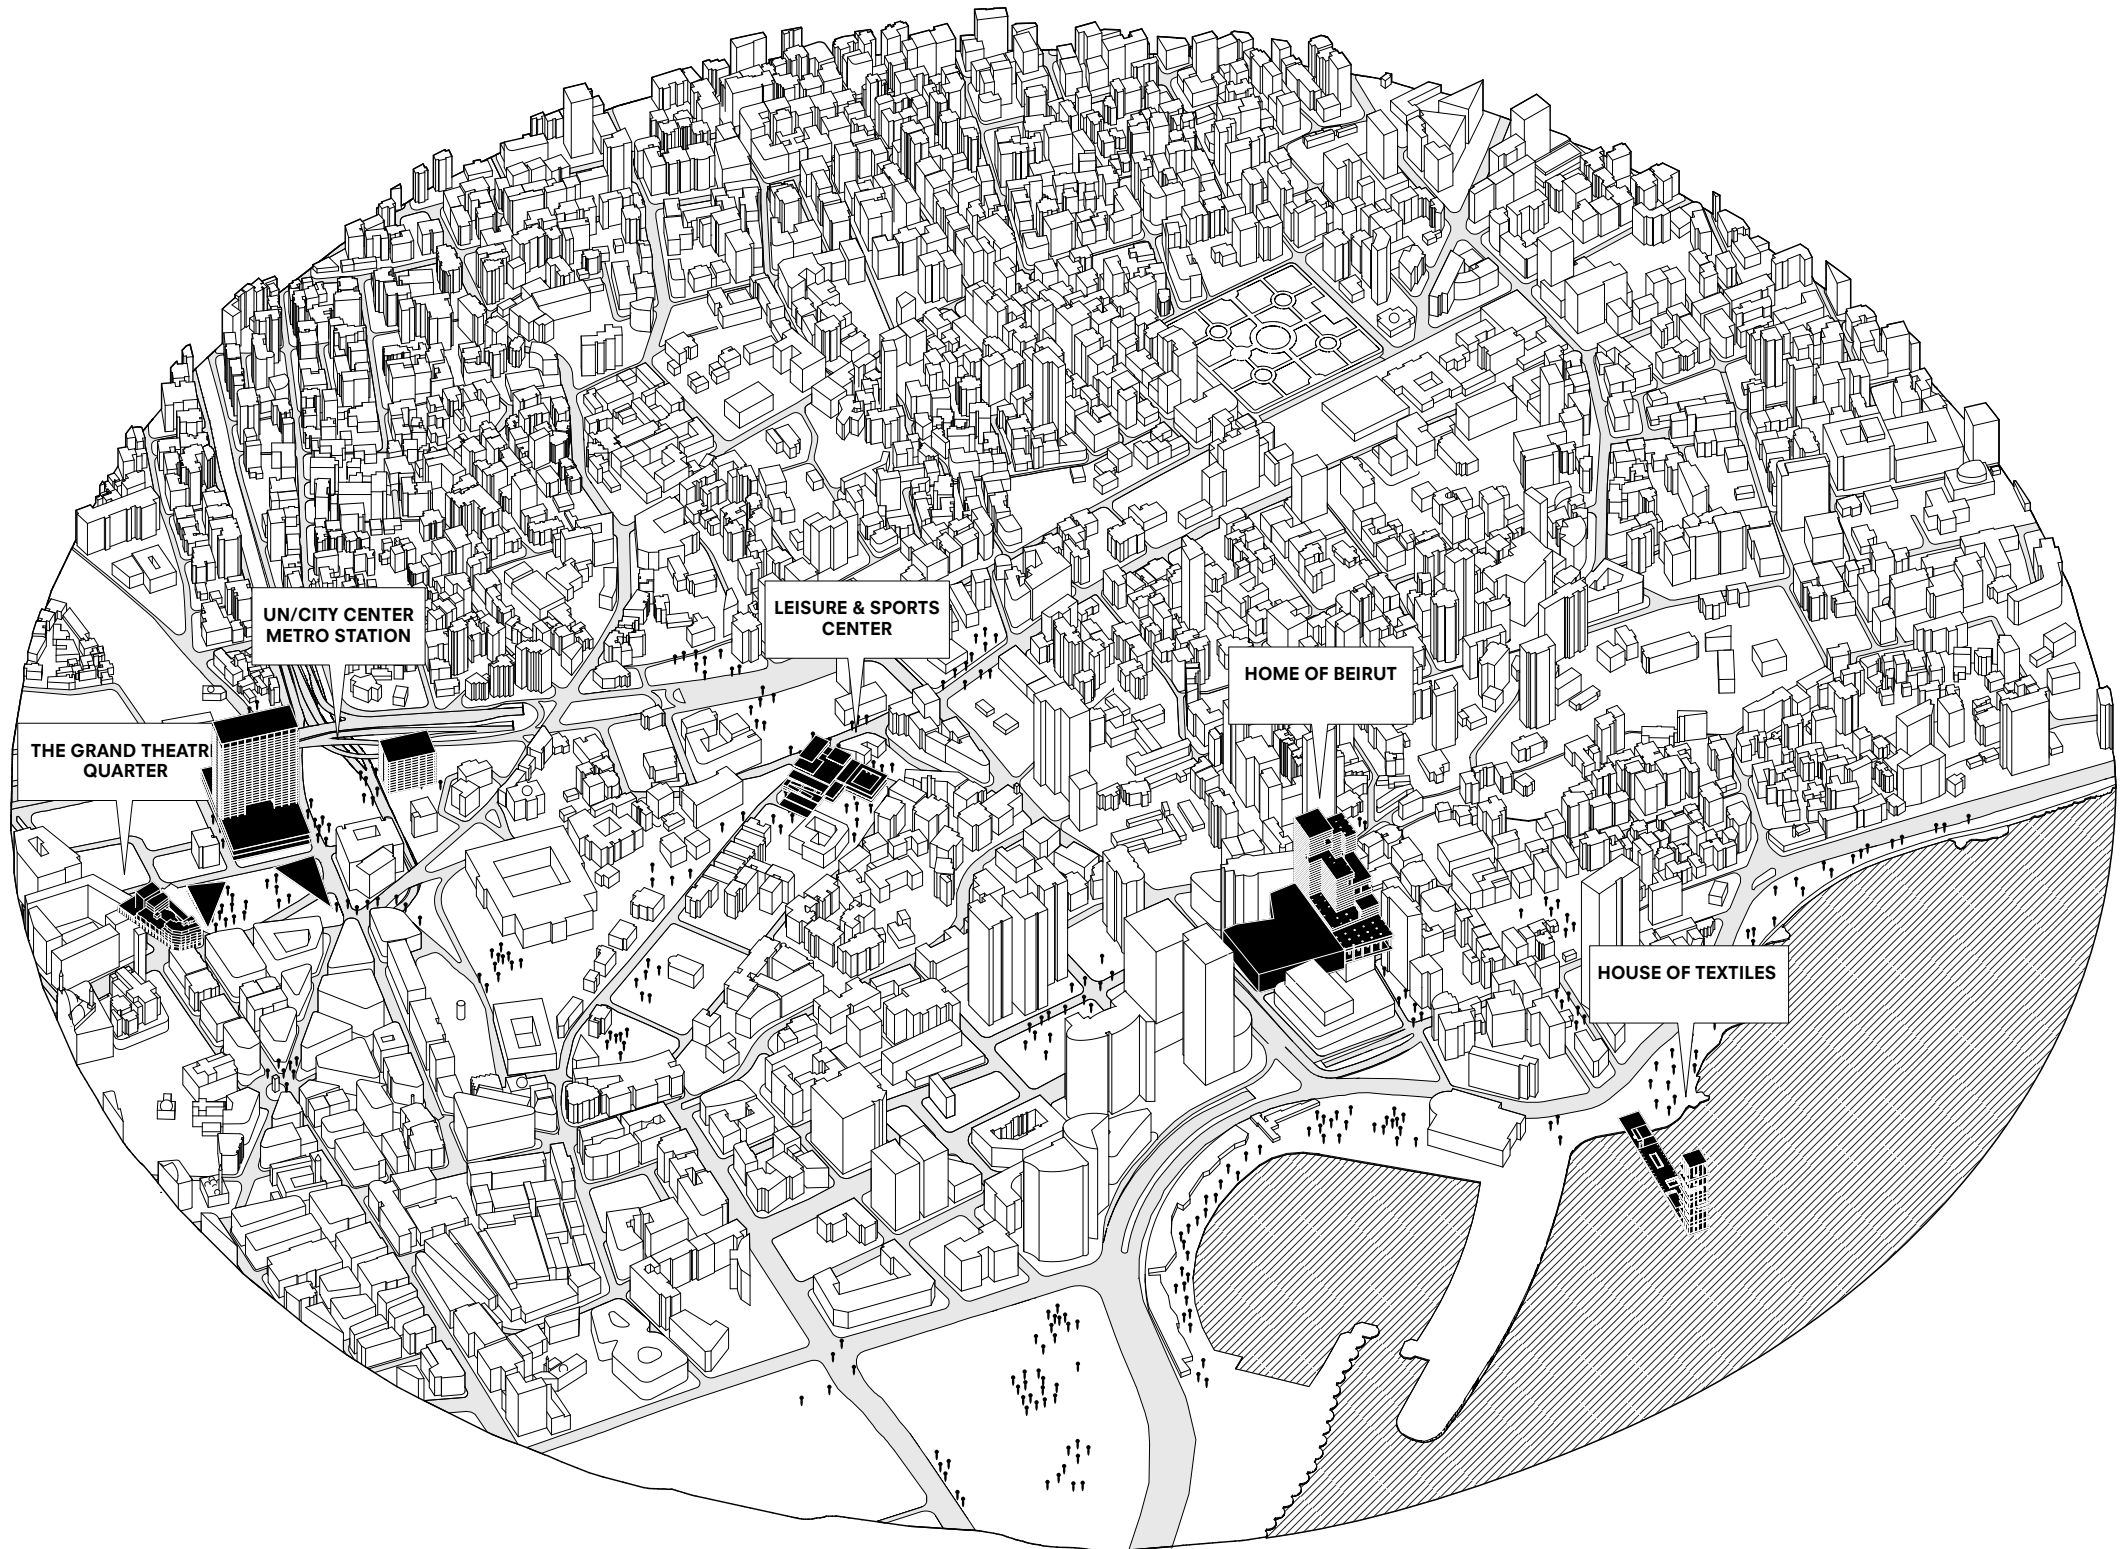 UN/CITY CENTER
METRO STATION
LEISURE & SPORTS
CENTER
HOME OF BEIRUT
THE GRAND THEATR
QUARTER
HOUSE OF TEXTILES